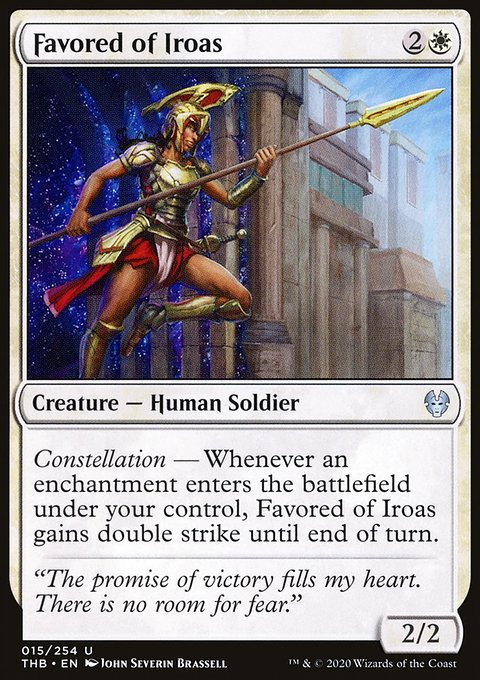 Favored of Iroas 2
Creature — Human Soldier
Constellation — Whenever an
enchantment enters the battlefield
under your control, Favored of Iroas
gains double strike until end of turn.
“The promise of victory fills my heart.
There is no room for fear.”
2/2
015/254 U
THB • EN John Severin Brassell
™ & © 2020 Wizards of the Coast